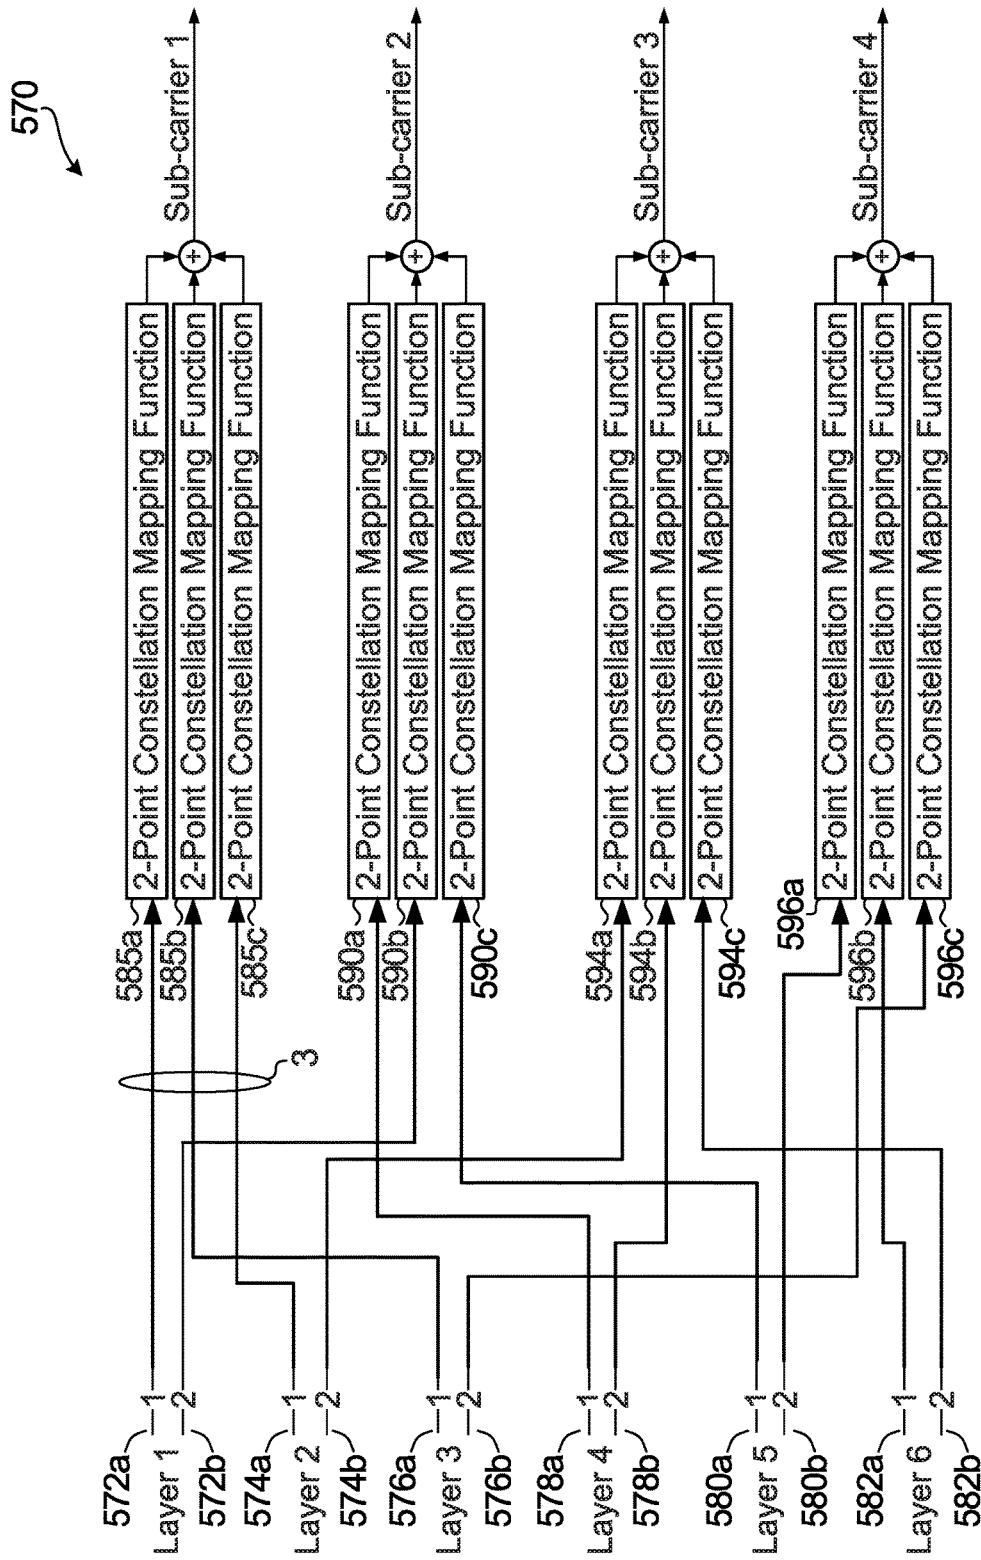 570
572a
1
Layer 1
2
572b
574a
1
Layer 2
2
574b
576a
1
Layer 3
2
576b
578a
1
Layer 4
2
578b
580a
1
Layer 5
2
580b
582a
1
Layer 6
2
582b
3
585a
2-Point Constellation Mapping Function
585b
2-Point Constellation Mapping Function
585c
2-Point Constellation Mapping Function
+
Sub-carrier 1
590a
2-Point Constellation Mapping Function
590b
2-Point Constellation Mapping Function
590c
2-Point Constellation Mapping Function
+
Sub-carrier 2
594a
2-Point Constellation Mapping Function
594b
2-Point Constellation Mapping Function
594c
2-Point Constellation Mapping Function
+
Sub-carrier 3
596a
2-Point Constellation Mapping Function
596b
2-Point Constellation Mapping Function
596c
2-Point Constellation Mapping Function
+
Sub-carrier 4